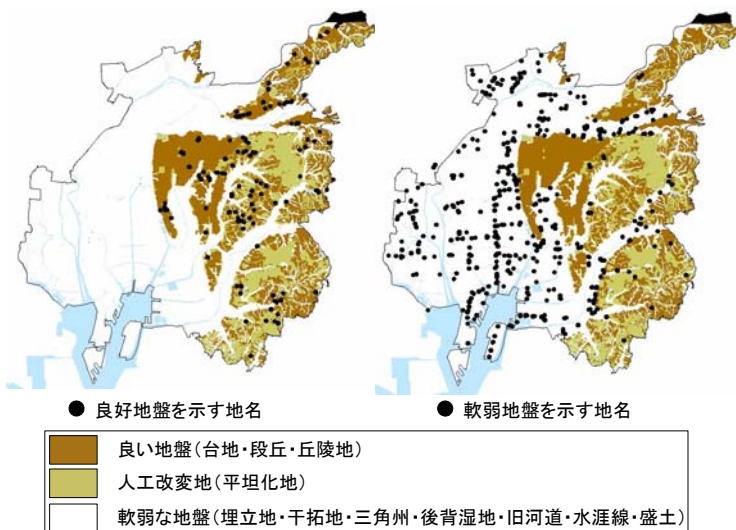 ● 良好地盤を示す地名
● 軟弱地盤を示す地名
良い地盤(台地・段丘・丘陵地)
人工改変地(平坦化地)
軟弱な地盤(埋立地・干拓地・三角州・後背湿地・旧河道・水涯線・盛土)